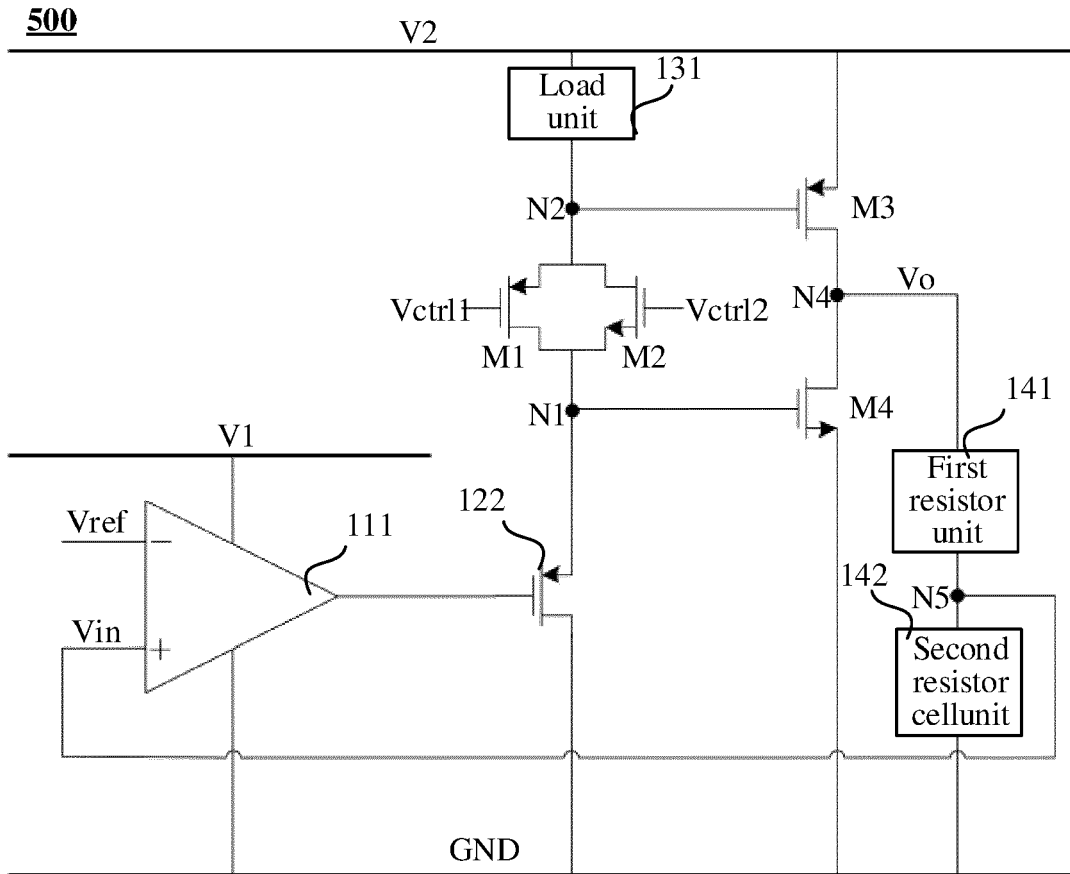 500
V2
131
Load
unit
N2
M3
Vctrl1
Vctrl2
N4
Vo
M1
M2
N1
M4
141
V1
First
resistor
unit
Vref
−
111
122
142
N5
Vin
+
Second
resistor
cellunit
GND